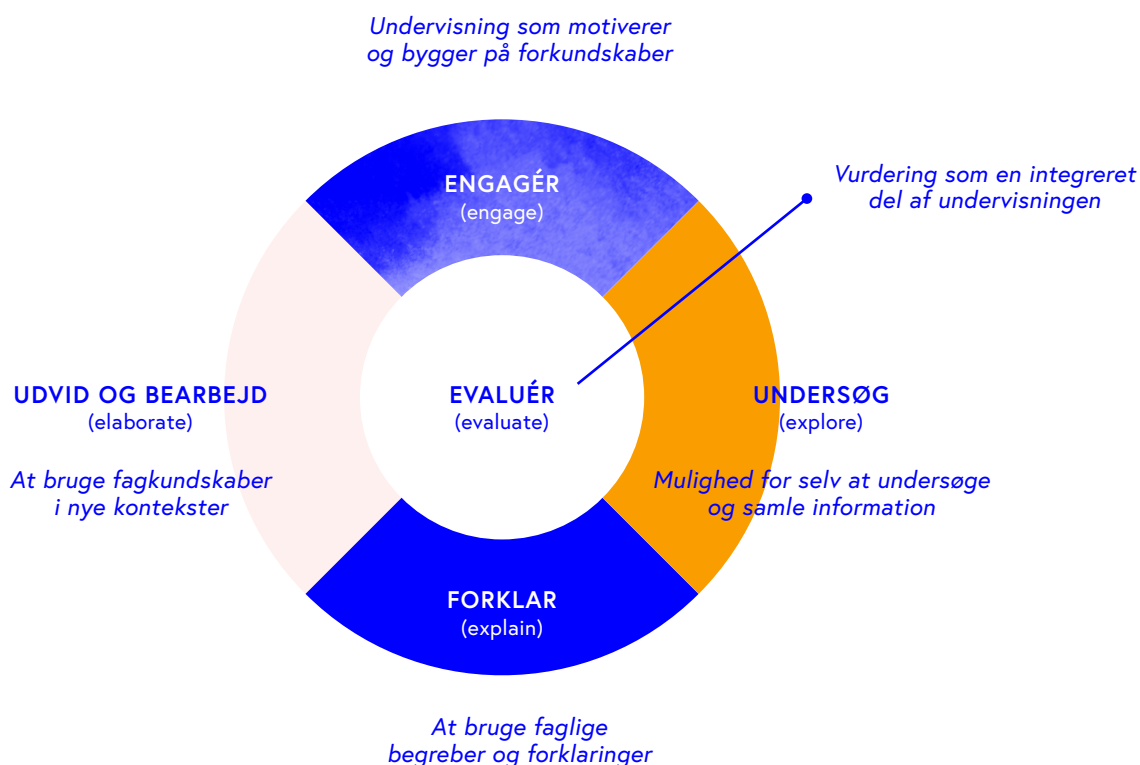 Undervisning som motiverer
og bygger på forkundskaber
ENGAGÉR
(engage)
Vurdering som en integreret
del af undervisningen
UDVID OG BEARBEJD
(elaborate)
At bruge fagkundskaber
i nye kontekster
EVALUÉR
(evaluate)
UNDERSØG
(explore)
Mulighed for selv at undersøge
og samle information
FORKLAR
(explain)
At bruge faglige
begreber og forklaringer